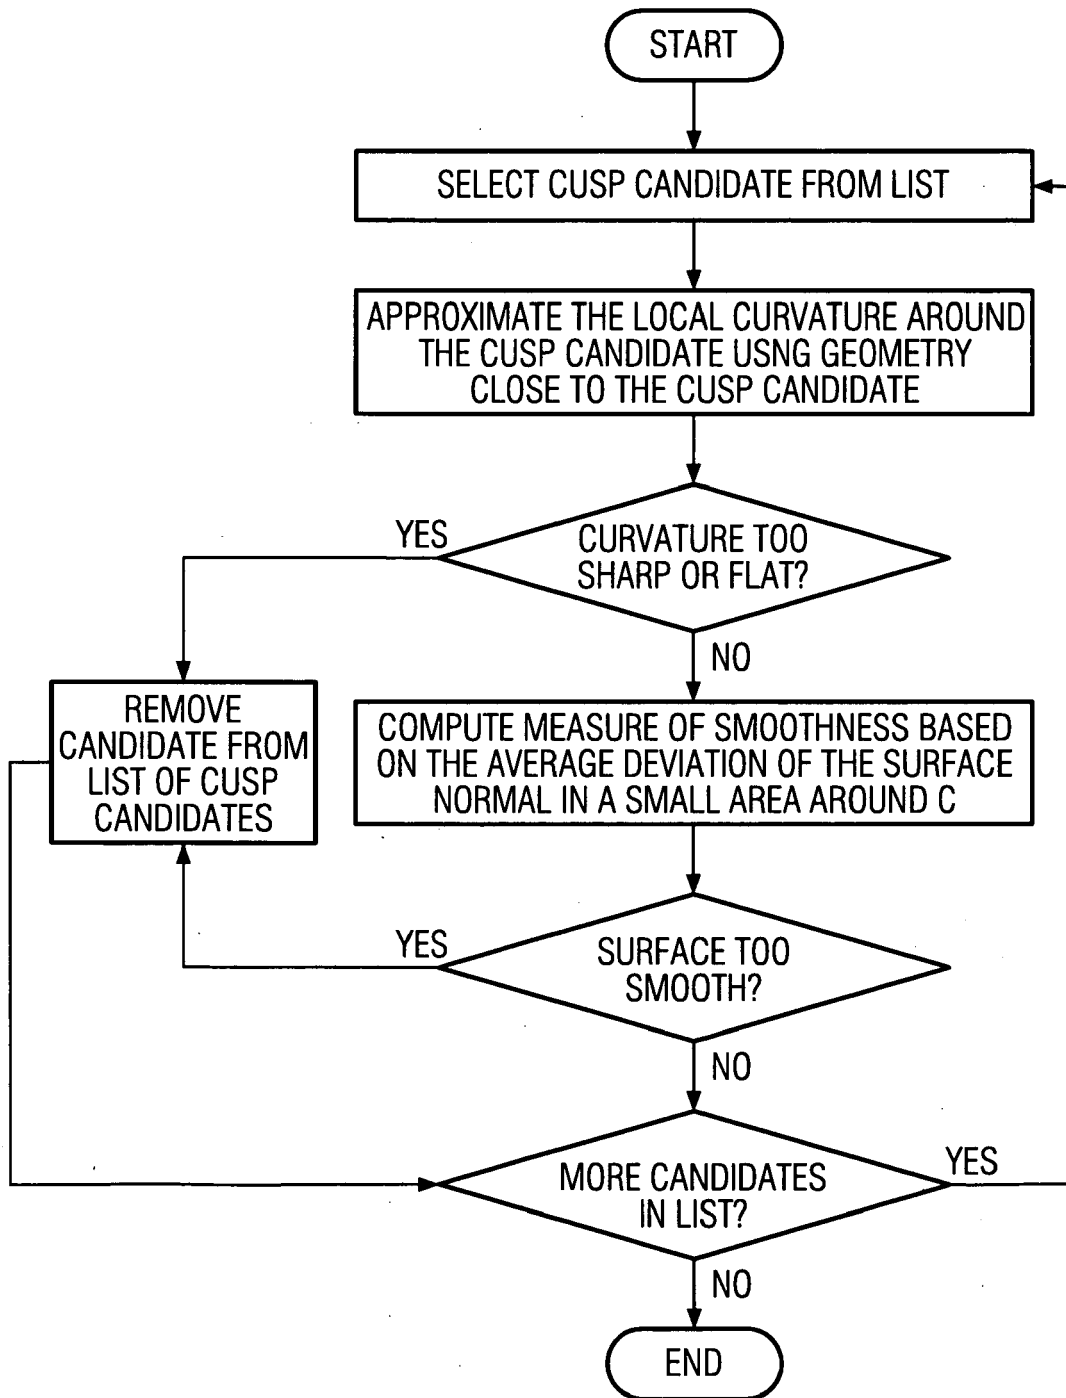 START
SELECT CUSP CANDIDATE FROM LIST
APPROXIMATE THE LOCAL CURVATURE AROUND
THE CUSP CANDIDATE USNG GEOMETRY
CLOSE TO THE CUSP CANDIDATE
YES
CURVATURE TOO
SHARP OR FLAT?
NO
REMOVE
CANDIDATE FROM
LIST OF CUSP
CANDIDATES
COMPUTE MEASURE OF SMOOTHNESS BASED
ON THE AVERAGE DEVIATION OF THE SURFACE
NORMAL IN A SMALL AREA AROUND C
YES
SURFACE TOO
SMOOTH?
NO
MORE CANDIDATES
IN LIST?
YES
NO
END